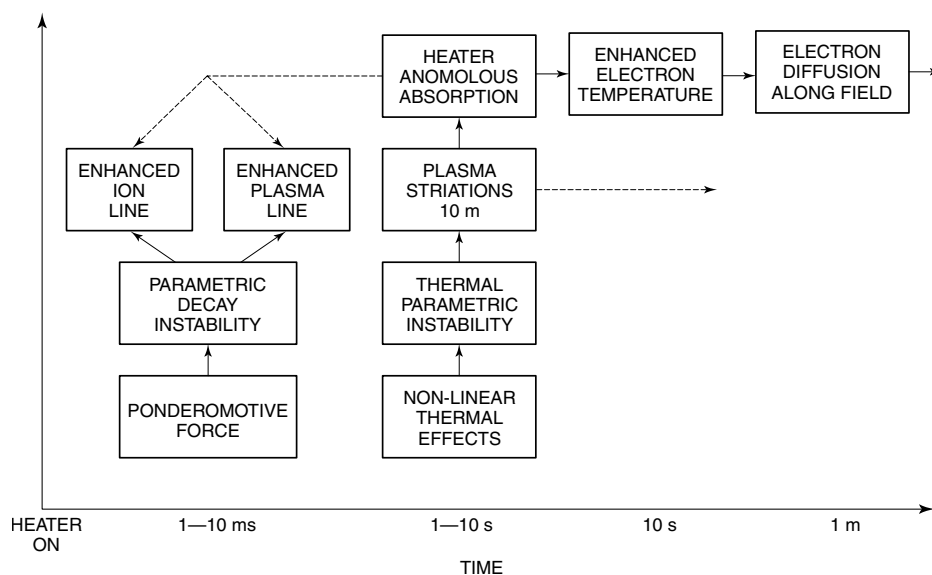 HEATER
ANOMOLOUS
ABSORPTION
ENHANCED
ELECTRON
TEMPERATURE
ELECTRON
DIFFUSION
ALONG FIELD
ENHANCED
ION
LINE
ENHANCED
PLASMA
LINE
PLASMA
STRIATIONS
10 m
PARAMETRIC
DECAY
INSTABILITY
THERMAL
PARAMETRIC
INSTABILITY
PONDEROMOTIVE
FORCE
NON-LINEAR
THERMAL
EFFECTS
HEATER
ON
1—10 ms
1—10 s
10 s
1 m
TIME